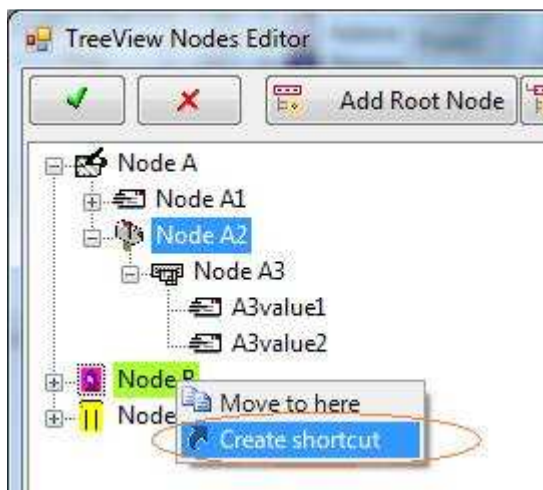 TreeView Nodes Editor
Add Root Node
Node A
Node A1
Node A2
Node A3
A3value1
A3value2
Node
Move to here
Node
Create shortcut